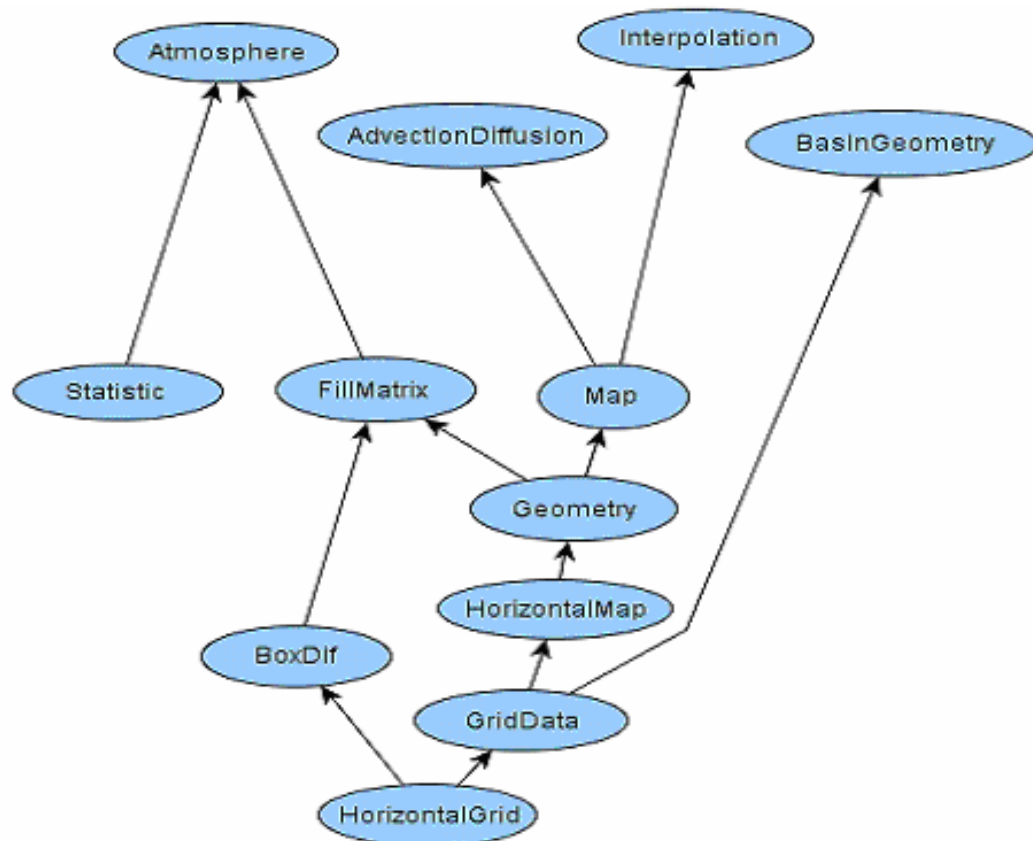 Interpolation
Atmosphere
AdvectionDiffusion
BasinGeometry
Statistic
FillMatrix
Map
Geometry
HorizontalMap
BoxDif
GridData
HorizontalGrid